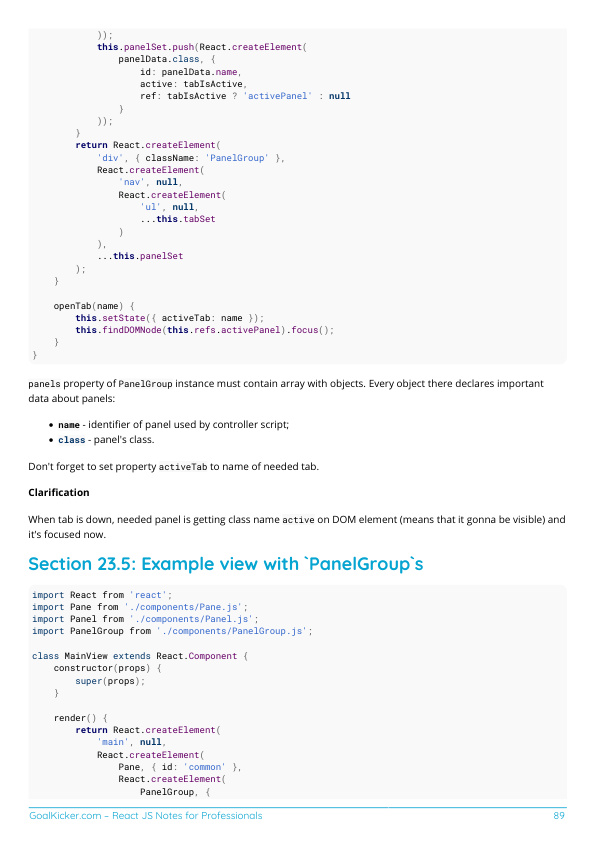 ));
            this.panelSet.push(React.createElement(
                panelData.class, {
                    id: panelData.name,
                    active: tabIsActive,
                    ref: tabIsActive ? 'activePanel' : null
                }
            ));
        }
        return React.createElement(
            'div', { className: 'PanelGroup' },
            React.createElement(
                'nav', null,
                React.createElement(
                    'ul', null,
                    ...this.tabSet
                )
            ),
            ...this.panelSet
        );
    }

    openTab(name) {
        this.setState({ activeTab: name });
        this.findDOMNode(this.refs.activePanel).focus();
    }
}
panels property of PanelGroup instance must contain array with objects. Every object there declares important
data about panels:
• name - identifier of panel used by controller script;
• class - panel's class.
Don't forget to set property activeTab to name of needed tab.
Clarification
When tab is down, needed panel is getting class name active on DOM element (means that it gonna be visible) and
it's focused now.
Section 23.5: Example view with `PanelGroup`s
import React from 'react';
import Pane from './components/Pane.js';
import Panel from './components/Panel.js';
import PanelGroup from './components/PanelGroup.js';

class MainView extends React.Component {
    constructor(props) {
        super(props);
    }

    render() {
        return React.createElement(
            'main', null,
            React.createElement(
                Pane, { id: 'common' },
                React.createElement(
                    PanelGroup, {
GoalKicker.com – React JS Notes for Professionals 89